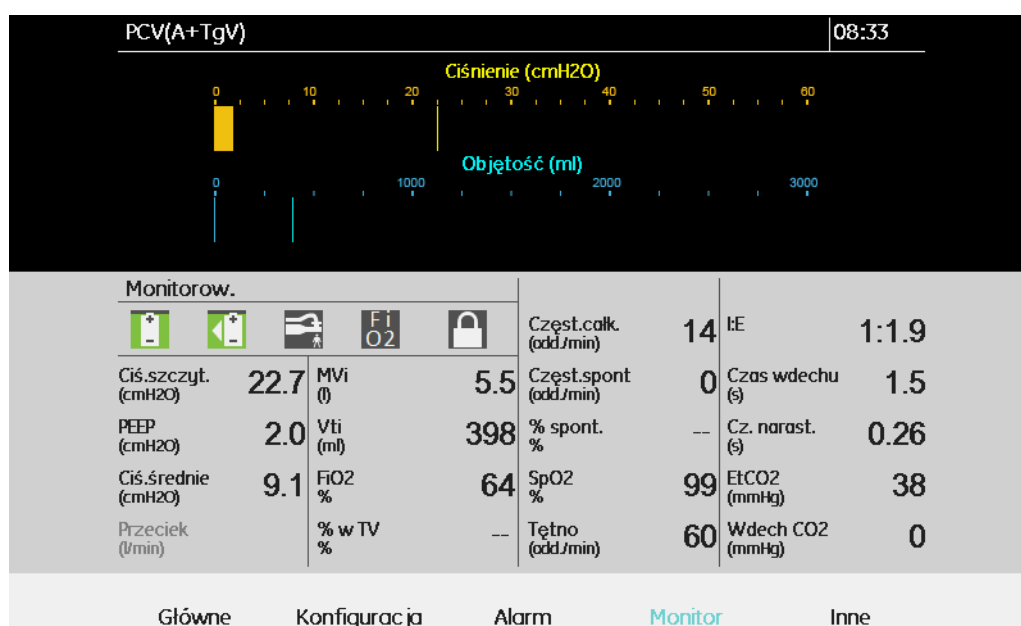 PCV(A+TgV) 08:33
Ciśnienie (cmH2O)
0 10 20 30 40 50 60
Objętość (ml)
0 1000 2000 3000
Monitorow.
Fi
O2
Częst.całk. 14 I:E 1:1.9
(odd./min)
Ciś.szczyt. 22.7 MVi 5.5 Częst.spont 0 Czas wdechu 1.5
(cmH2O) (l) (odd./min) (s)
PEEP 2.0 Vti 398 % spont. -- Cz. narast. 0.26
(cmH2O) (ml) % (s)
Ciś.średnie 9.1 FiO2 64 SpO2 99 EtCO2 38
(cmH2O) % % (mmHg)
Przeciek % w TV -- Tętno 60 Wdech CO2 0
(l/min) % (odd./min) (mmHg)
Główne Konfiguracja Alarm Monitor Inne